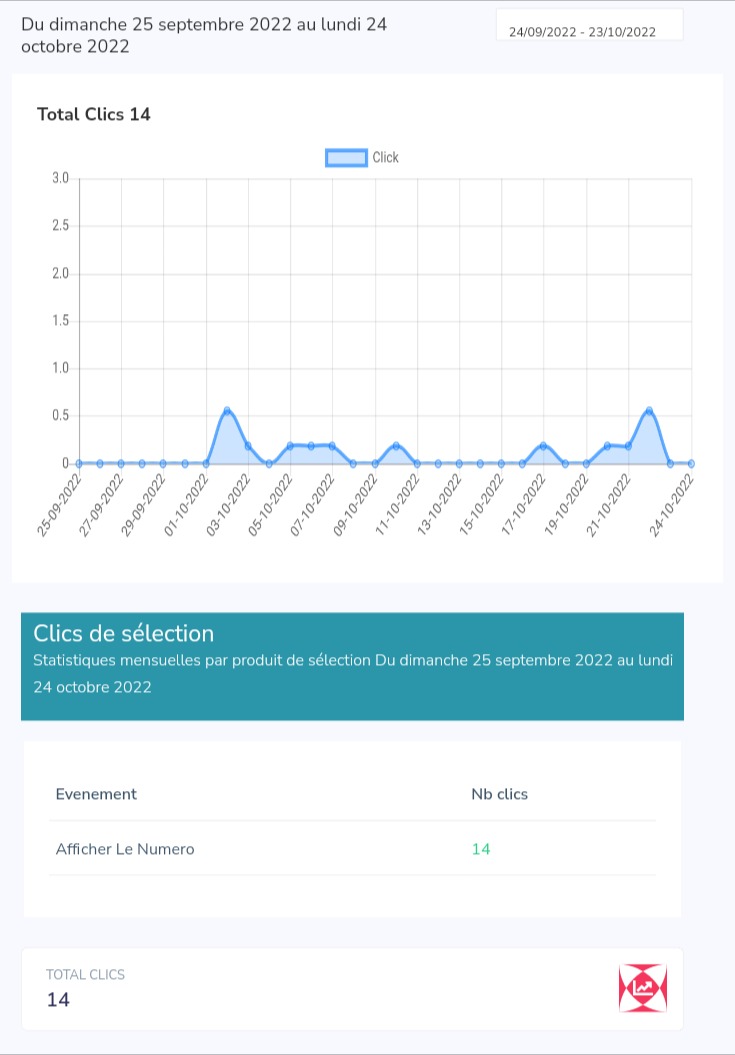 Du dimanche 25 septembre 2022 au lundi 24
octobre 2022
24/09/2022 - 23/10/2022
Total Clics 14
Click
3.0
2.5
2.0
1.5
1.0
0.5
0
25-09-2022
27-09-2022
29-09-2022
01-10-2022
03-10-2022
05-10-2022
07-10-2022
09-10-2022
11-10-2022
13-10-2022
15-10-2022
17-10-2022
19-10-2022
21-10-2022
24-10-2022
Clics de sélection
Statistiques mensuelles par produit de sélection Du dimanche 25 septembre 2022 au lundi
24 octobre 2022
Evenement Nb clics
Afficher Le Numero 14
TOTAL CLICS
14